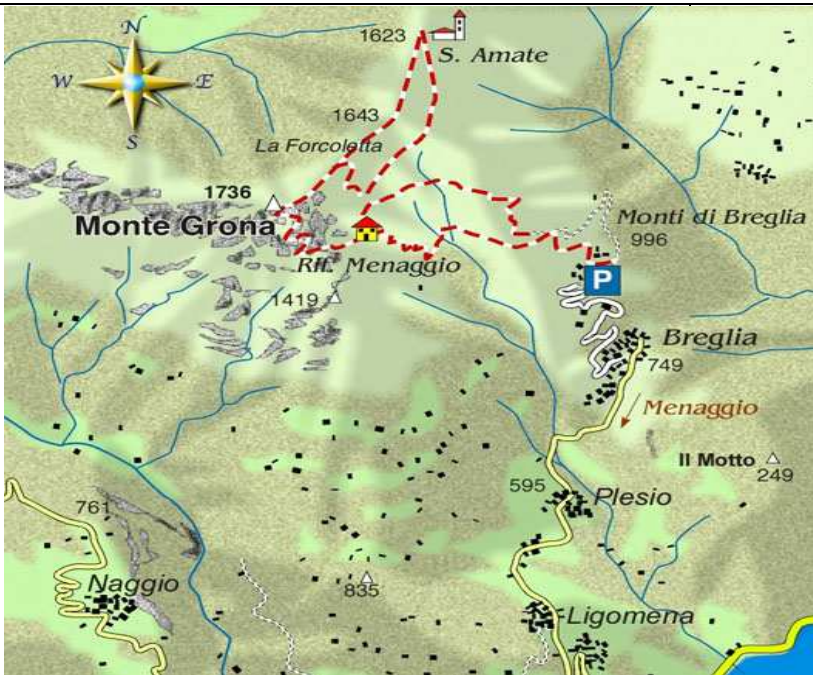 N
1623
S. Amate
W
E
S
1643
La Forcoletta
1736
Monte Grona
Monti di Breglia
996
Rif. Menaggio
P
1419
Breglia
749
Menaggio
Il Motto
249
595
Plesio
761
Naggio
835
Ligomena